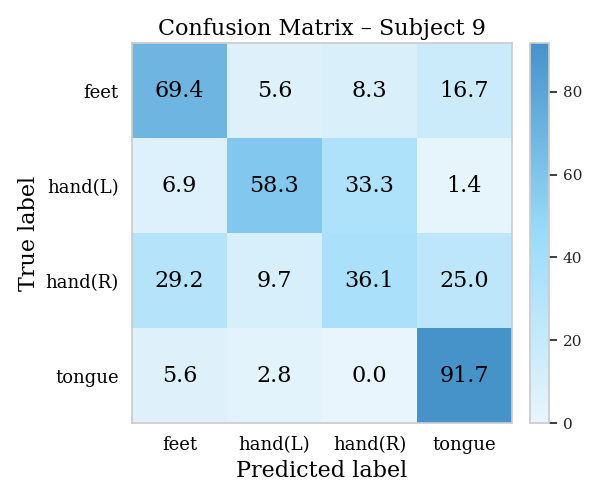 Confusion Matrix – Subject 9
True label
feet 69.4 5.6 8.3 16.7
hand(L) 6.9 58.3 33.3 1.4
hand(R) 29.2 9.7 36.1 25.0
tongue 5.6 2.8 0.0 91.7
feet hand(L) hand(R) tongue
Predicted label
80
60
40
20
0